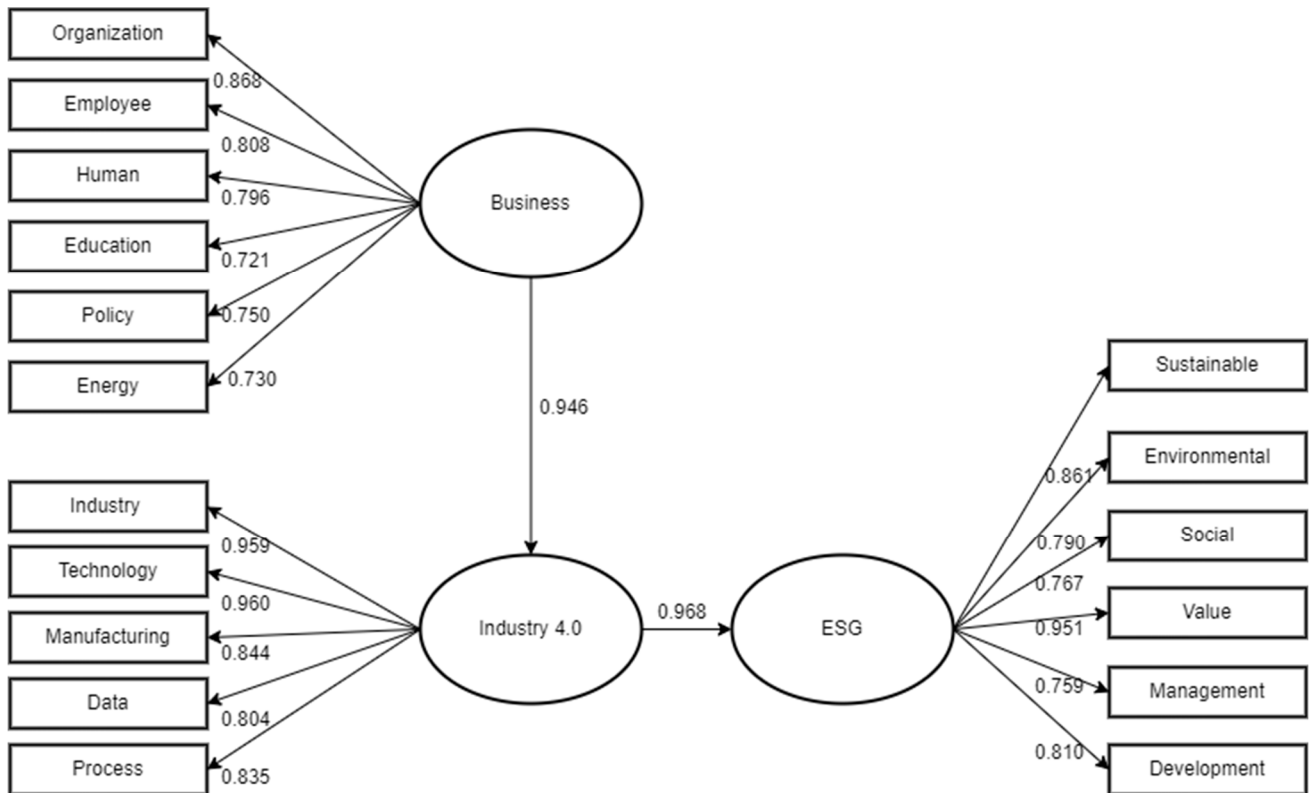 Organization
0.868
Employee
0.808
Human
0.796
Education
0.721
Policy
0.750
Energy
0.730
Business
0.946
Industry
0.959
Technology
0.960
Manufacturing
0.844
Data
0.804
Process
0.835
Industry 4.0
0.968
ESG
Sustainable
0.861
Environmental
0.790
Social
0.767
Value
0.951
Management
0.759
Development
0.810